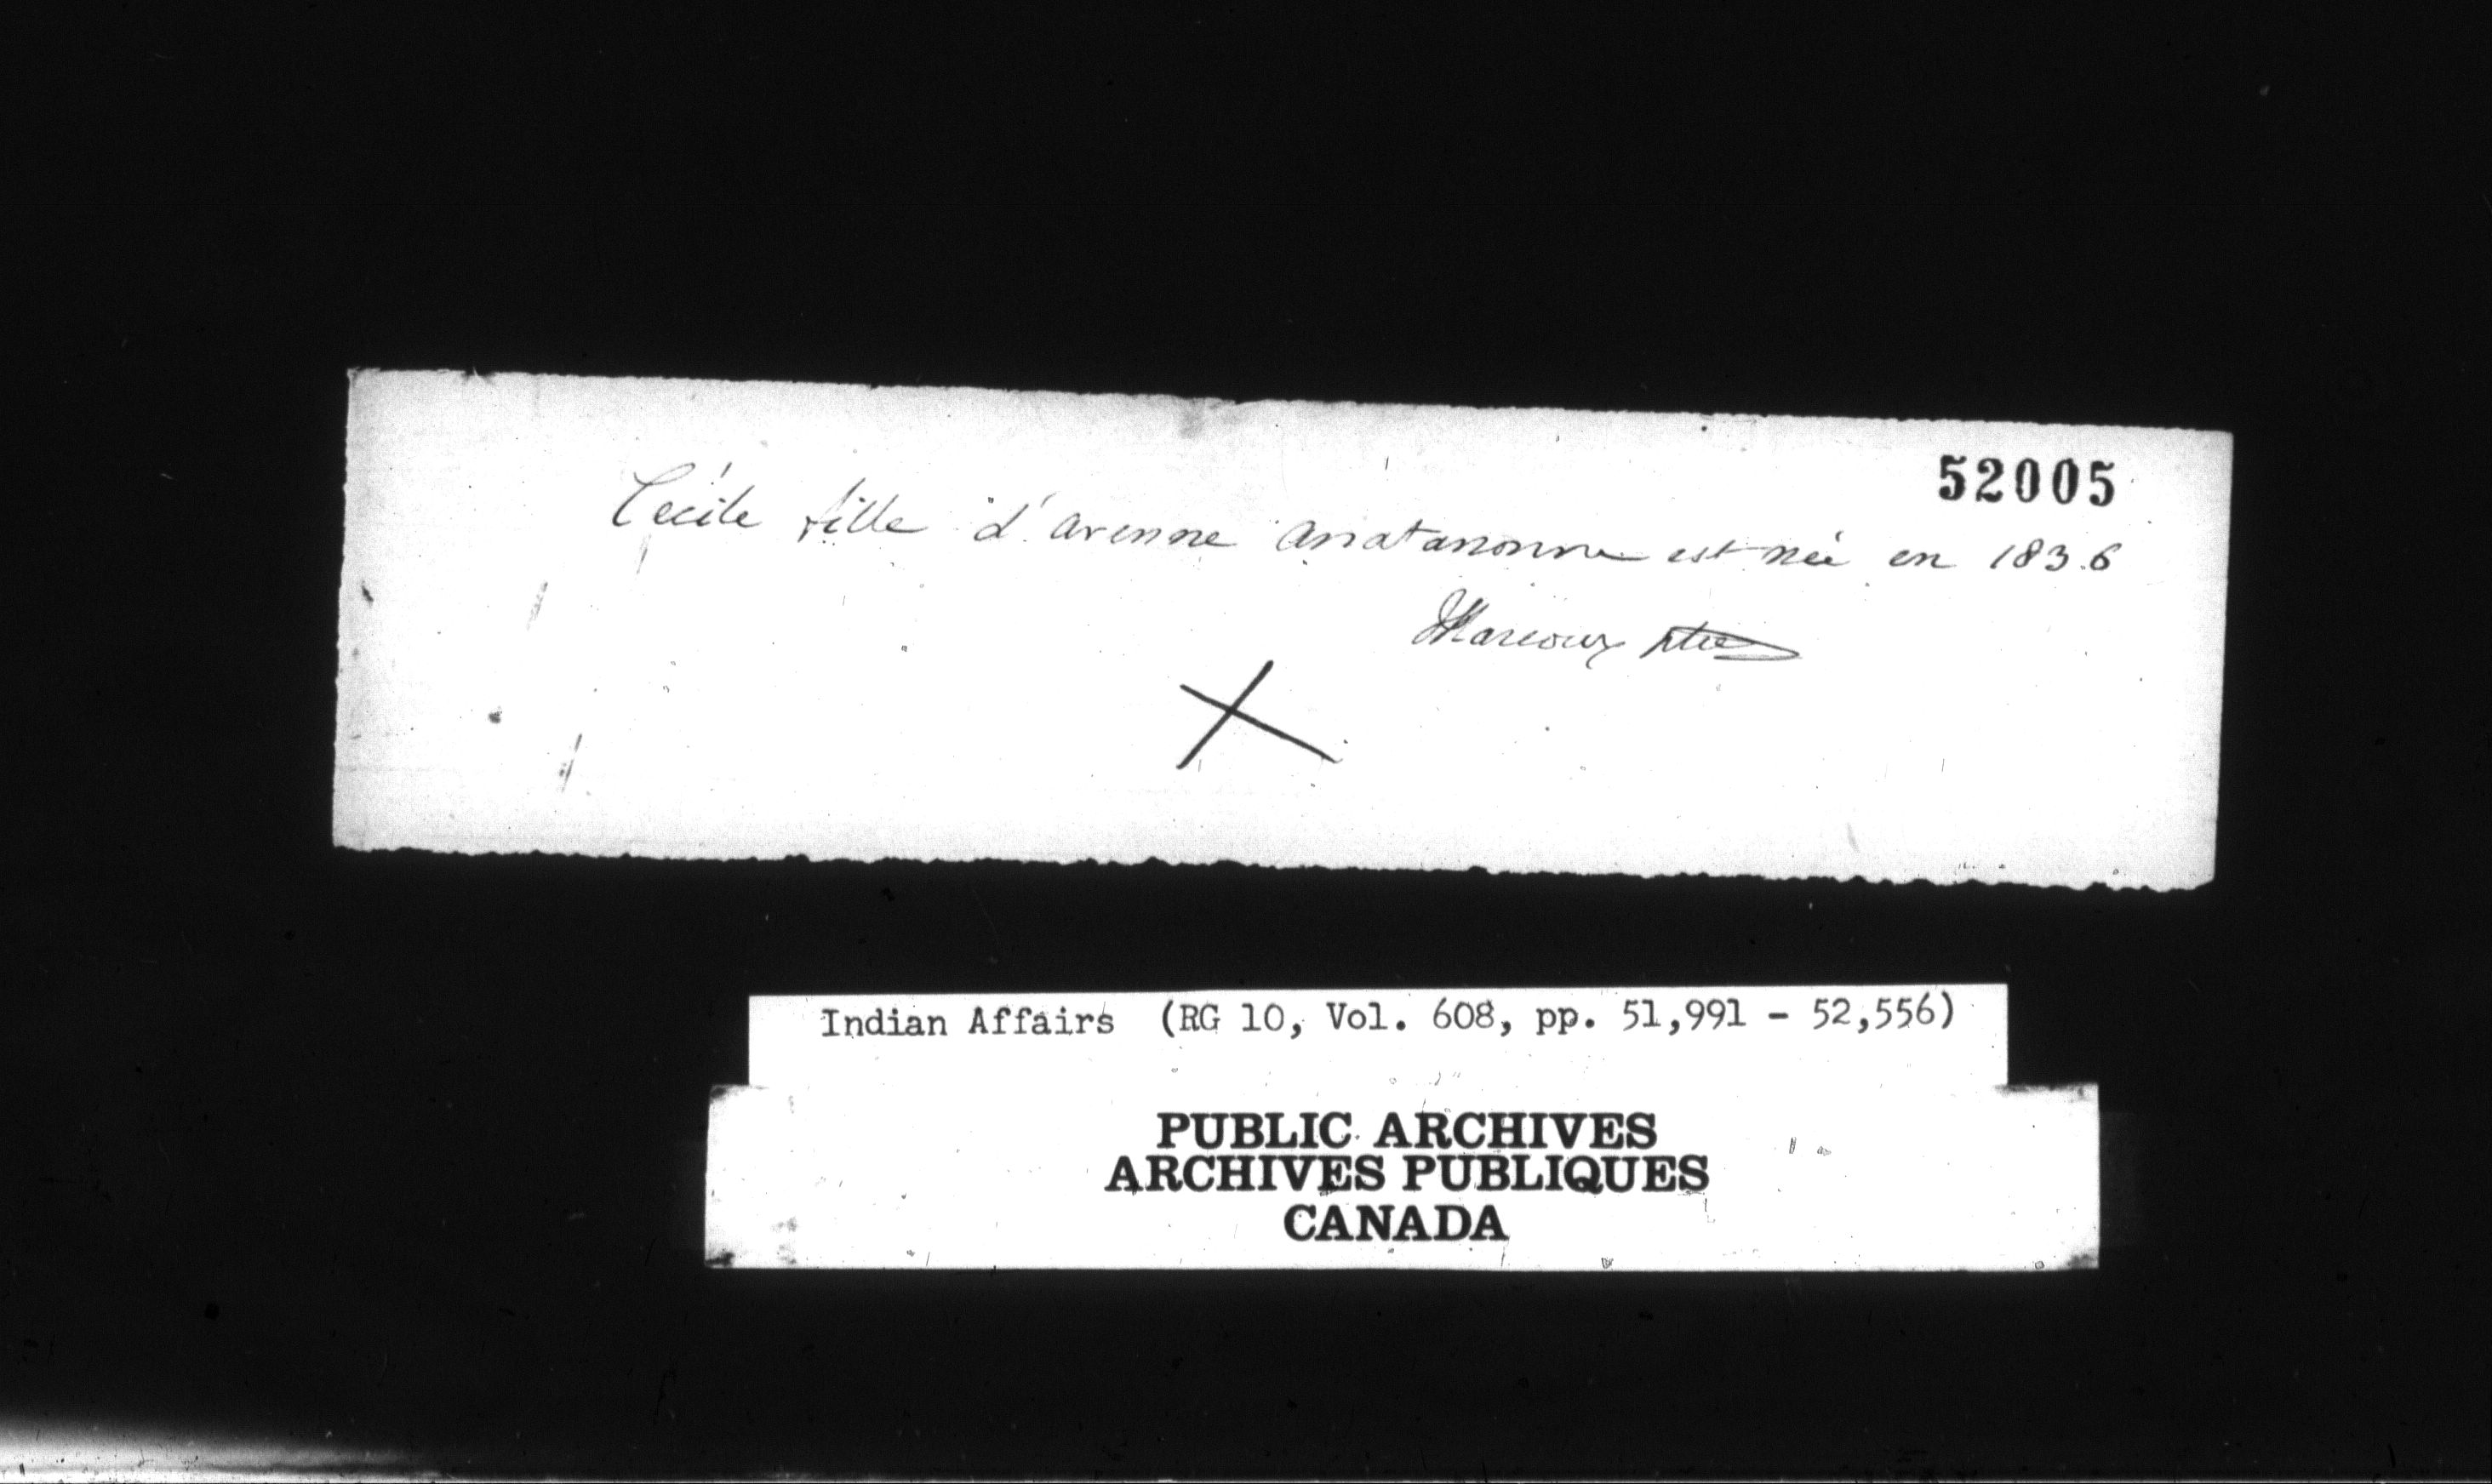 52005
Cécile fille d'arenne anatanonne est née en 1836
Marcoux ptre
Indian Affairs (RG 10, Vol. 608, pp. 51,991 - 52,556)
PUBLIC ARCHIVES
ARCHIVES PUBLIQUES
CANADA